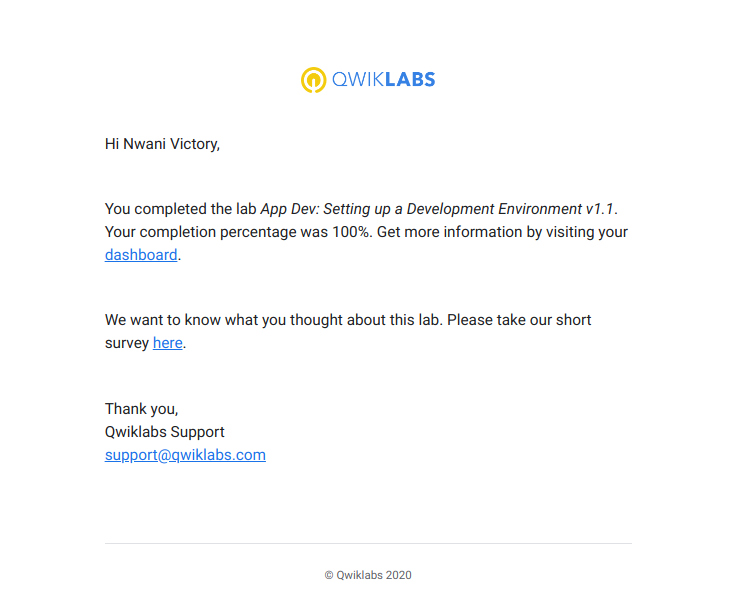 QWIKLABS
Hi Nwani Victory,
You completed the lab App Dev: Setting up a Development Environment v1.1.
Your completion percentage was 100%. Get more information by visiting your
dashboard.
We want to know what you thought about this lab. Please take our short
survey here.
Thank you,
Qwiklabs Support
support@qwiklabs.com
© Qwiklabs 2020